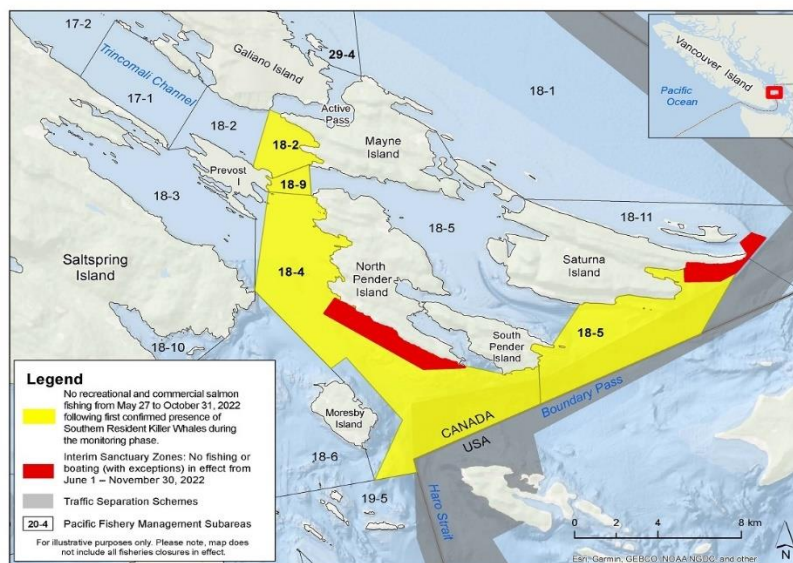 17-2
Galiano Island
29-4
Vancouver Island
Pacific
Ocean
Trincomali Channel
17-1
18-1
Active
Pass
18-2
18-2
Mayne
Island
Prevost
I
18-9
18-3
18-5
18-11
Saltspring
Island
18-4
North
Pender
Island
Saturna
Island
South
Pender
Island
18-5
18-10
Boundary Pass
Moresby
Island
CANADA
USA
18-6
19-5
Haro Strait
Legend
No recreational and commercial salmon
fishing from May 27 to October 31, 2022
following first confirmed presence of
Southern Resident Killer Whales during
the monitoring phase.
Interim Sanctuary Zones: No fishing or
boating (with exceptions) in effect from
June 1 – November 30, 2022
Traffic Separation Schemes
20-4 Pacific Fishery Management Subareas
For illustrative purposes only. Please note, map does
not include all fisheries closures in effect.
0 2 4 8 km
N
Esri, Garmin, GEBCO, NOAA NGDC, and other